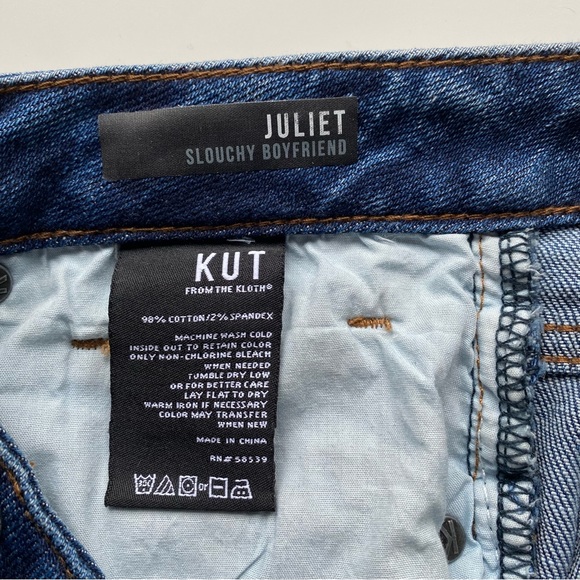 JULIET
SLOUCHY BOYFRIEND
KUT
FROM THE KLOTH®
98% COTTON/2% SPANDEX
MACHINE WASH COLD
INSIDE OUT TO RETAIN COLOR
ONLY NON-CHLORINE BLEACH
WHEN NEEDED
TUMBLE DRY LOW
OR FOR BETTER CARE
LAY FLAT TO DRY
WARM IRON IF NECESSARY
COLOR MAY TRANSFER
WHEN NEW
MADE IN CHINA
RN# 58539
or